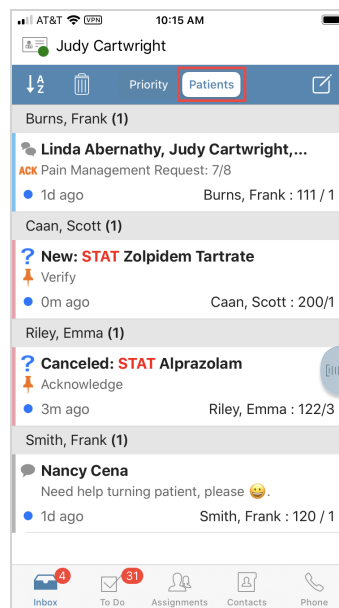 AT&T VPN 10:15 AM
Judy Cartwright
A Z Priority Patients
Burns, Frank (1)
Linda Abernathy, Judy Cartwright,...
ACK Pain Management Request: 7/8
1d ago Burns, Frank : 111 / 1
Caan, Scott (1)
? New: STAT Zolpidem Tartrate
Verify
0m ago Caan, Scott : 200/1
Riley, Emma (1)
? Canceled: STAT Alprazolam
Acknowledge
3m ago Riley, Emma : 122/3
Smith, Frank (1)
Nancy Cena
Need help turning patient, please 😀.
1d ago Smith, Frank : 120 / 1
4 31
Inbox To Do Assignments Contacts Phone